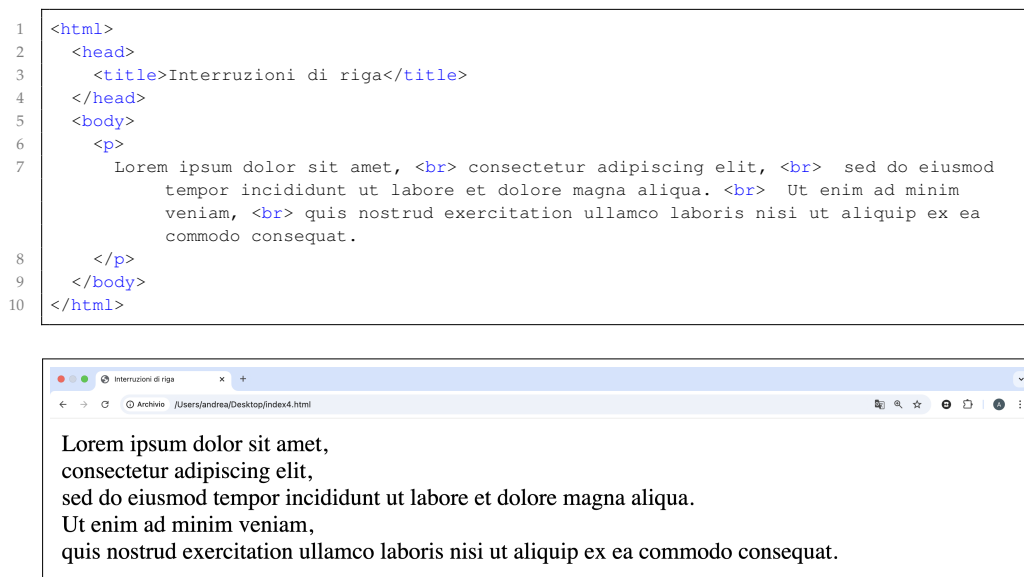 1 <html>
2 <head>
3 <title>Interruzioni di riga</title>
4 </head>
5 <body>
6 <p>
7 Lorem ipsum dolor sit amet, <br> consectetur adipiscing elit, <br>  sed do eiusmod
tempor incididunt ut labore et dolore magna aliqua. <br>  Ut enim ad minim
veniam, <br> quis nostrud exercitation ullamco laboris nisi ut aliquip ex ea
commodo consequat.
8 </p>
9 </body>
10 </html>
Interruzioni di riga
Archivio /Users/andrea/Desktop/index4.html
A
Lorem ipsum dolor sit amet,
consectetur adipiscing elit,
sed do eiusmod tempor incididunt ut labore et dolore magna aliqua.
Ut enim ad minim veniam,
quis nostrud exercitation ullamco laboris nisi ut aliquip ex ea commodo consequat.